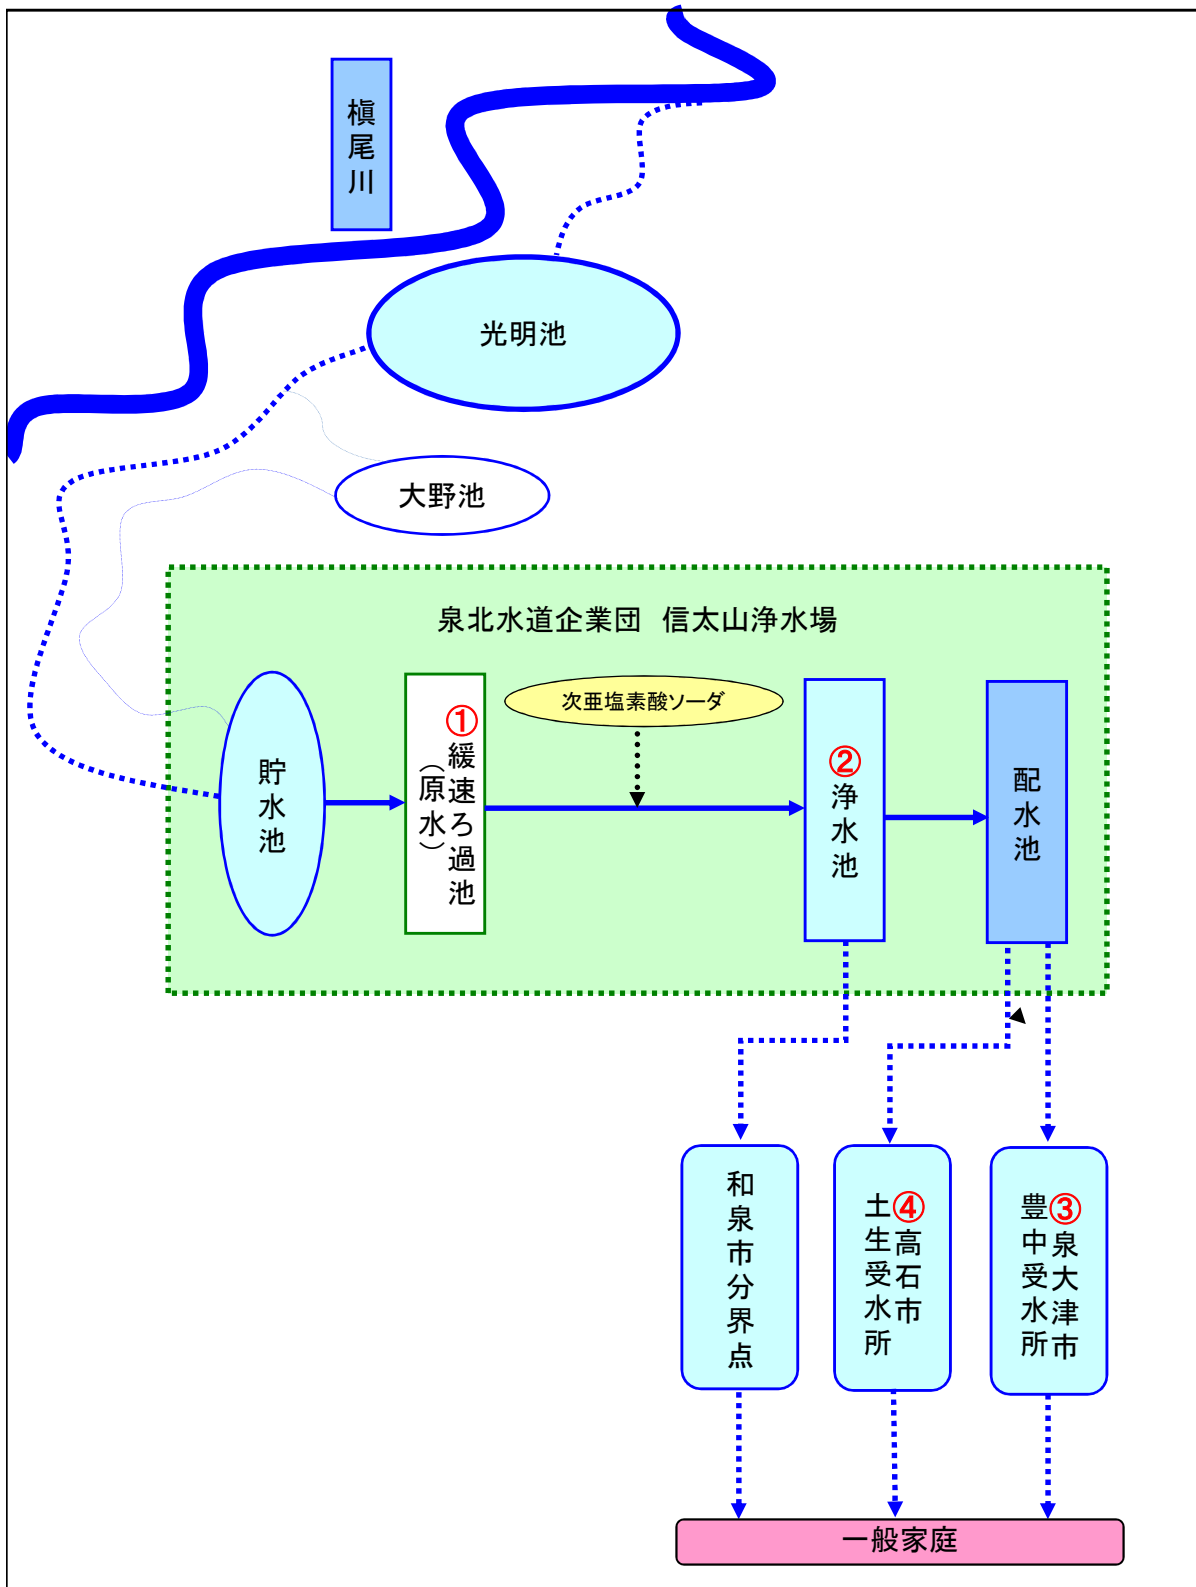 槇尾川
光明池
大野池
泉北水道企業団　信太山浄水場
次亜塩素酸ソーダ
貯水池
①緩速ろ過池
（原水）
②浄水池
配水池
和泉市分界点
④高石市
土生受水所
③泉大津市
豊中受水所
一般家庭